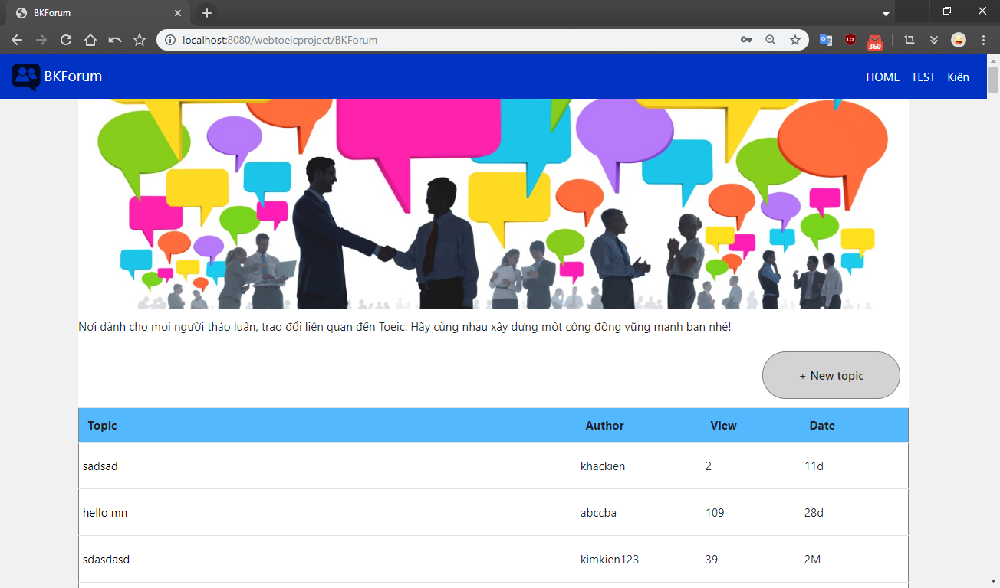 BKForum
localhost:8080/webtoeicproject/BKForum
360
BKForum HOME TEST Kiên
Nơi dành cho mọi người thảo luận, trao đổi liên quan đến Toeic. Hãy cùng nhau xây dựng một cộng đồng vững mạnh bạn nhé!
+ New topic
Topic Author View Date
sadsad khackien 2 11d
hello mn abccba 109 28d
sdasdasd kimkien123 39 2M